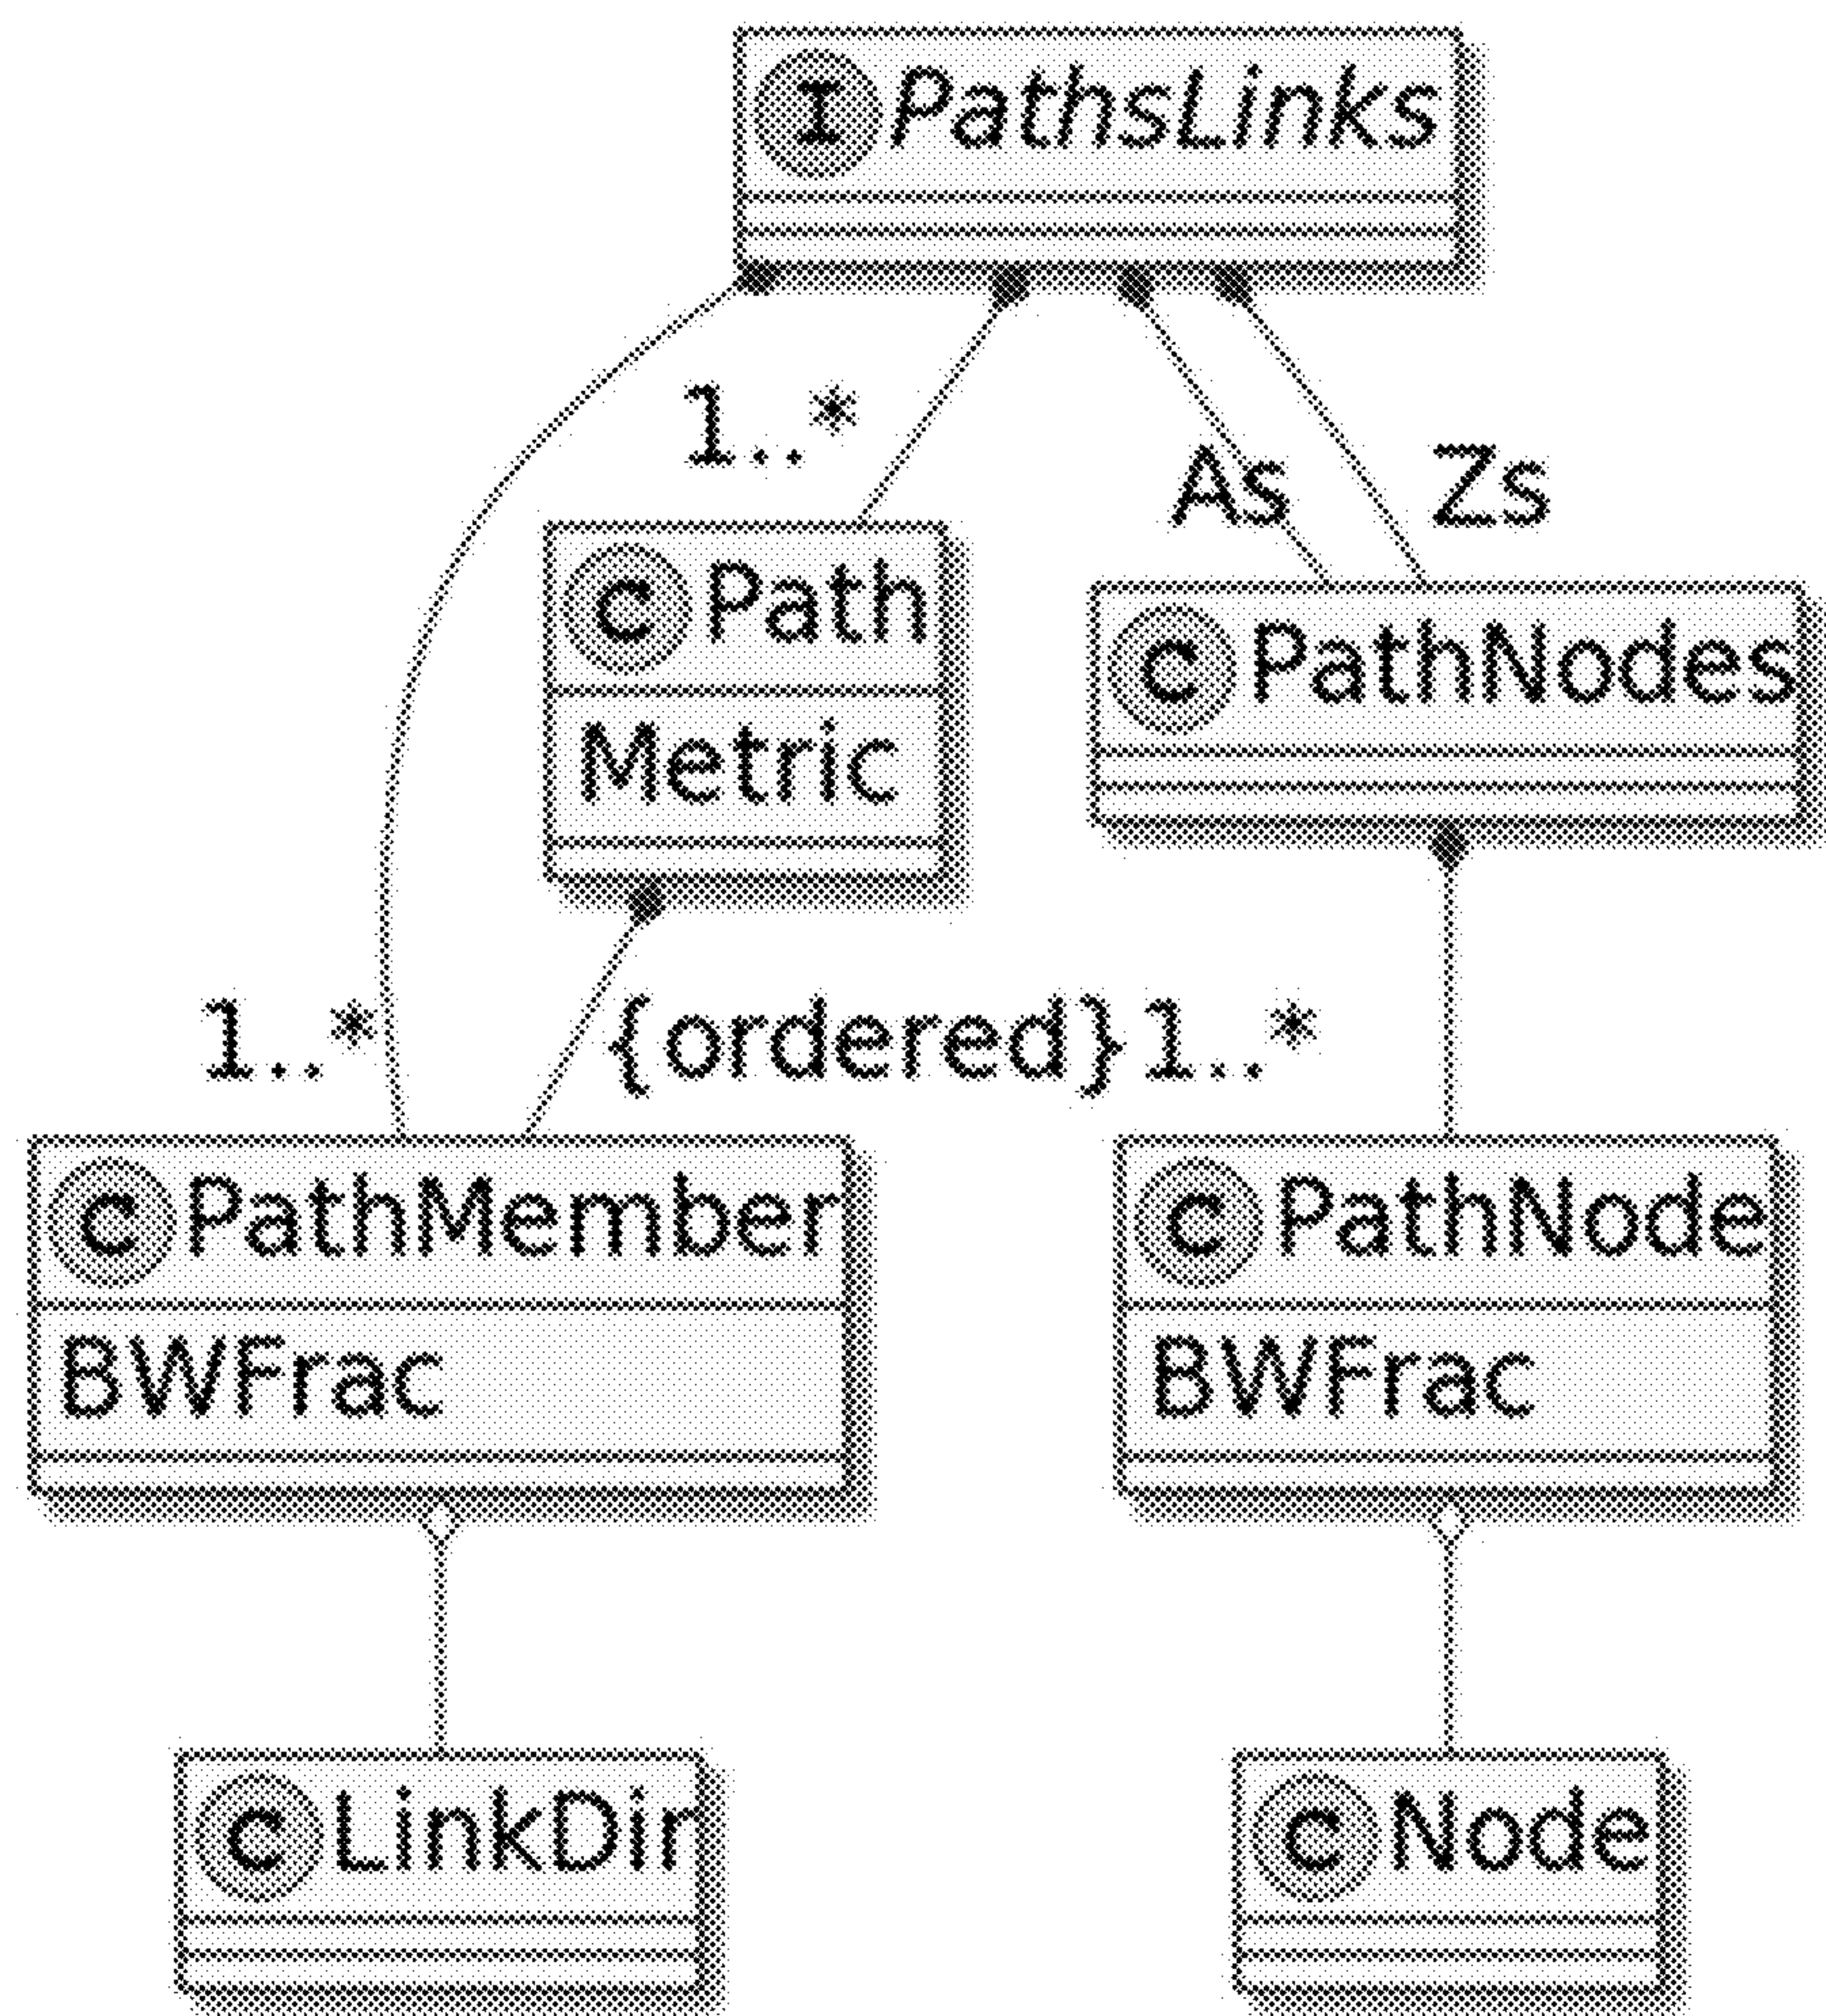 I PathsLinks
1..*
As Zs
C Path
Metric
C PathNodes
1..* {ordered} 1..*
C PathMember
BWFrac
C PathNode
BWFrac
C LinkDir
C Node